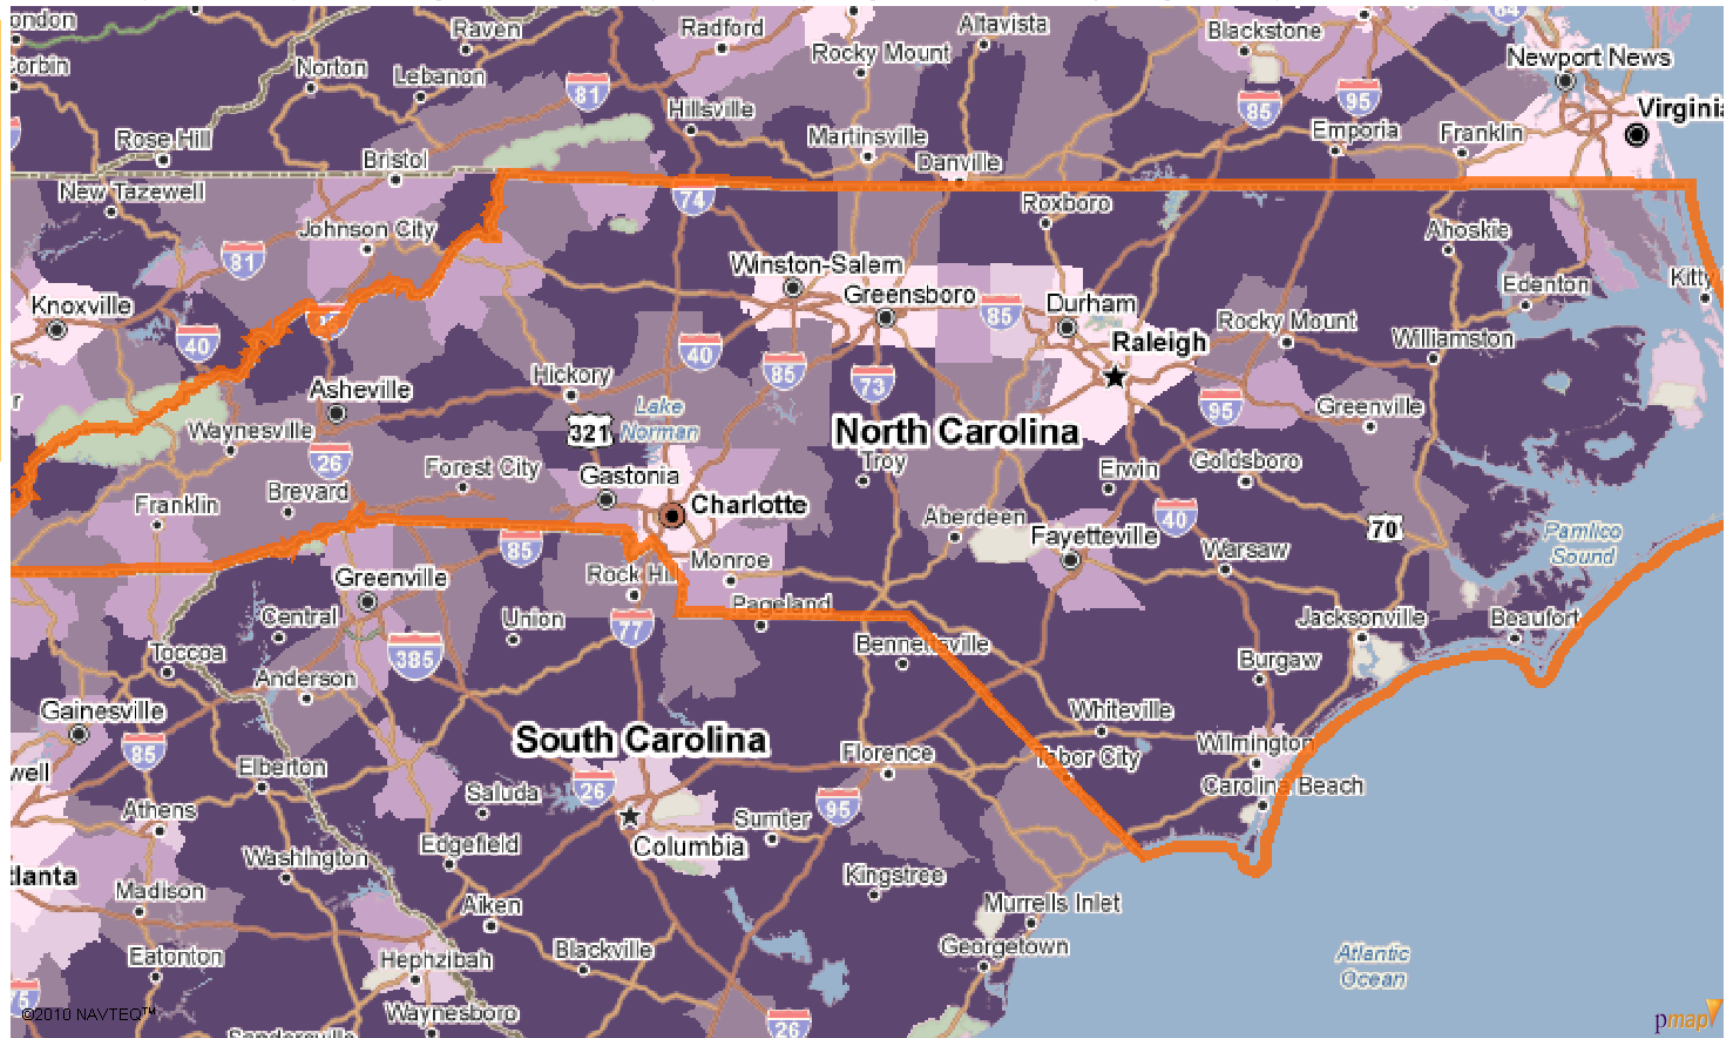 ondon
Raven
Radford
Altavista
Blackstone
64
Corbin
Norton
Lebanon
Rocky Mount
Newport News
81
85
95
Virginia
Hillsville
Rose Hill
Martinsville
Emporia
Franklin
Bristol
Danville
New Tazewell
74
Roxboro
Johnson City
Ahoskie
81
Winston-Salem
Edenton
Kitty
Knoxville
Greensboro
85
Durham
40
Rocky Mount
Raleigh
Williamston
40
85
73
Asheville
Hickory
95
Greenville
Lake
Norman
321
North Carolina
Waynesville
26
Forest City
Troy
Erwin
Goldsboro
Gastonia
Franklin
Brevard
Charlotte
Aberdeen
40
70
Pamlico
Sound
Fayetteville
85
Warsaw
Monroe
Greenville
Rock Hill
Pageland
Central
Union
77
Jacksonville
Beaufort
Toccoa
385
Bennettsville
Burgaw
Anderson
Gainesville
Whiteville
85
South Carolina
Florence
Tabor City
Wilmington
well
Elberton
26
Saluda
95
Carolina Beach
Athens
Sumter
Columbia
Washington
Edgefield
tlanta
Madison
Kingstree
Aiken
Murrells Inlet
Eatonton
Hephzibah
Blackville
Georgetown
Atlantic
Ocean
75
©2010 NAVTEQ™
Waynesboro
26
pmap
Sandersville